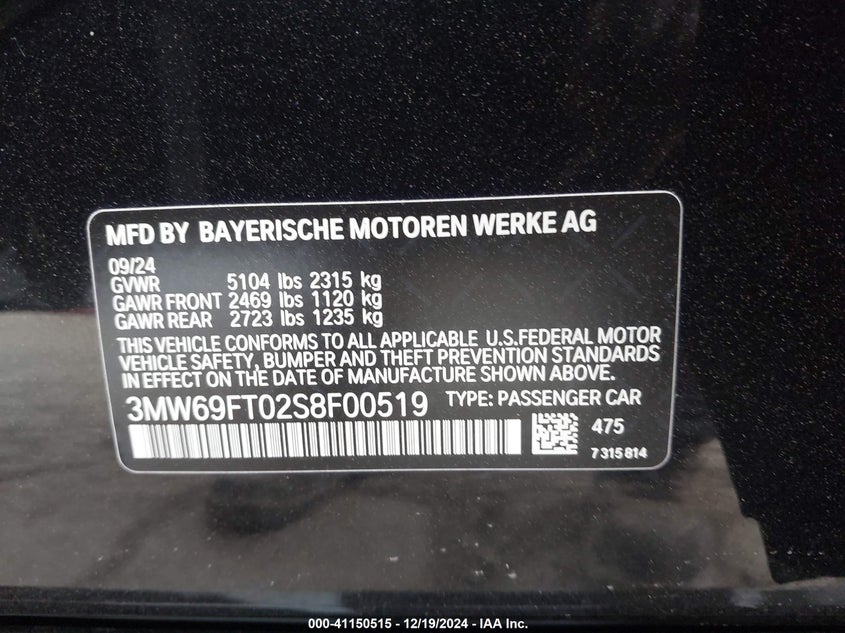 MFD BY BAYERISCHE MOTOREN WERKE AG
09/24
GVWR 5104 lbs 2315 kg
GAWR FRONT 2469 lbs 1120 kg
GAWR REAR 2723 lbs 1235 kg
THIS VEHICLE CONFORMS TO ALL APPLICABLE U.S.FEDERAL MOTOR
VEHICLE SAFETY, BUMPER AND THEFT PREVENTION STANDARDS
IN EFFECT ON THE DATE OF MANUFACTURE SHOWN ABOVE.
3MW69FT02S8F00519 TYPE: PASSENGER CAR
475
7 315 814
000-41150515 - 12/19/2024 - IAA Inc.